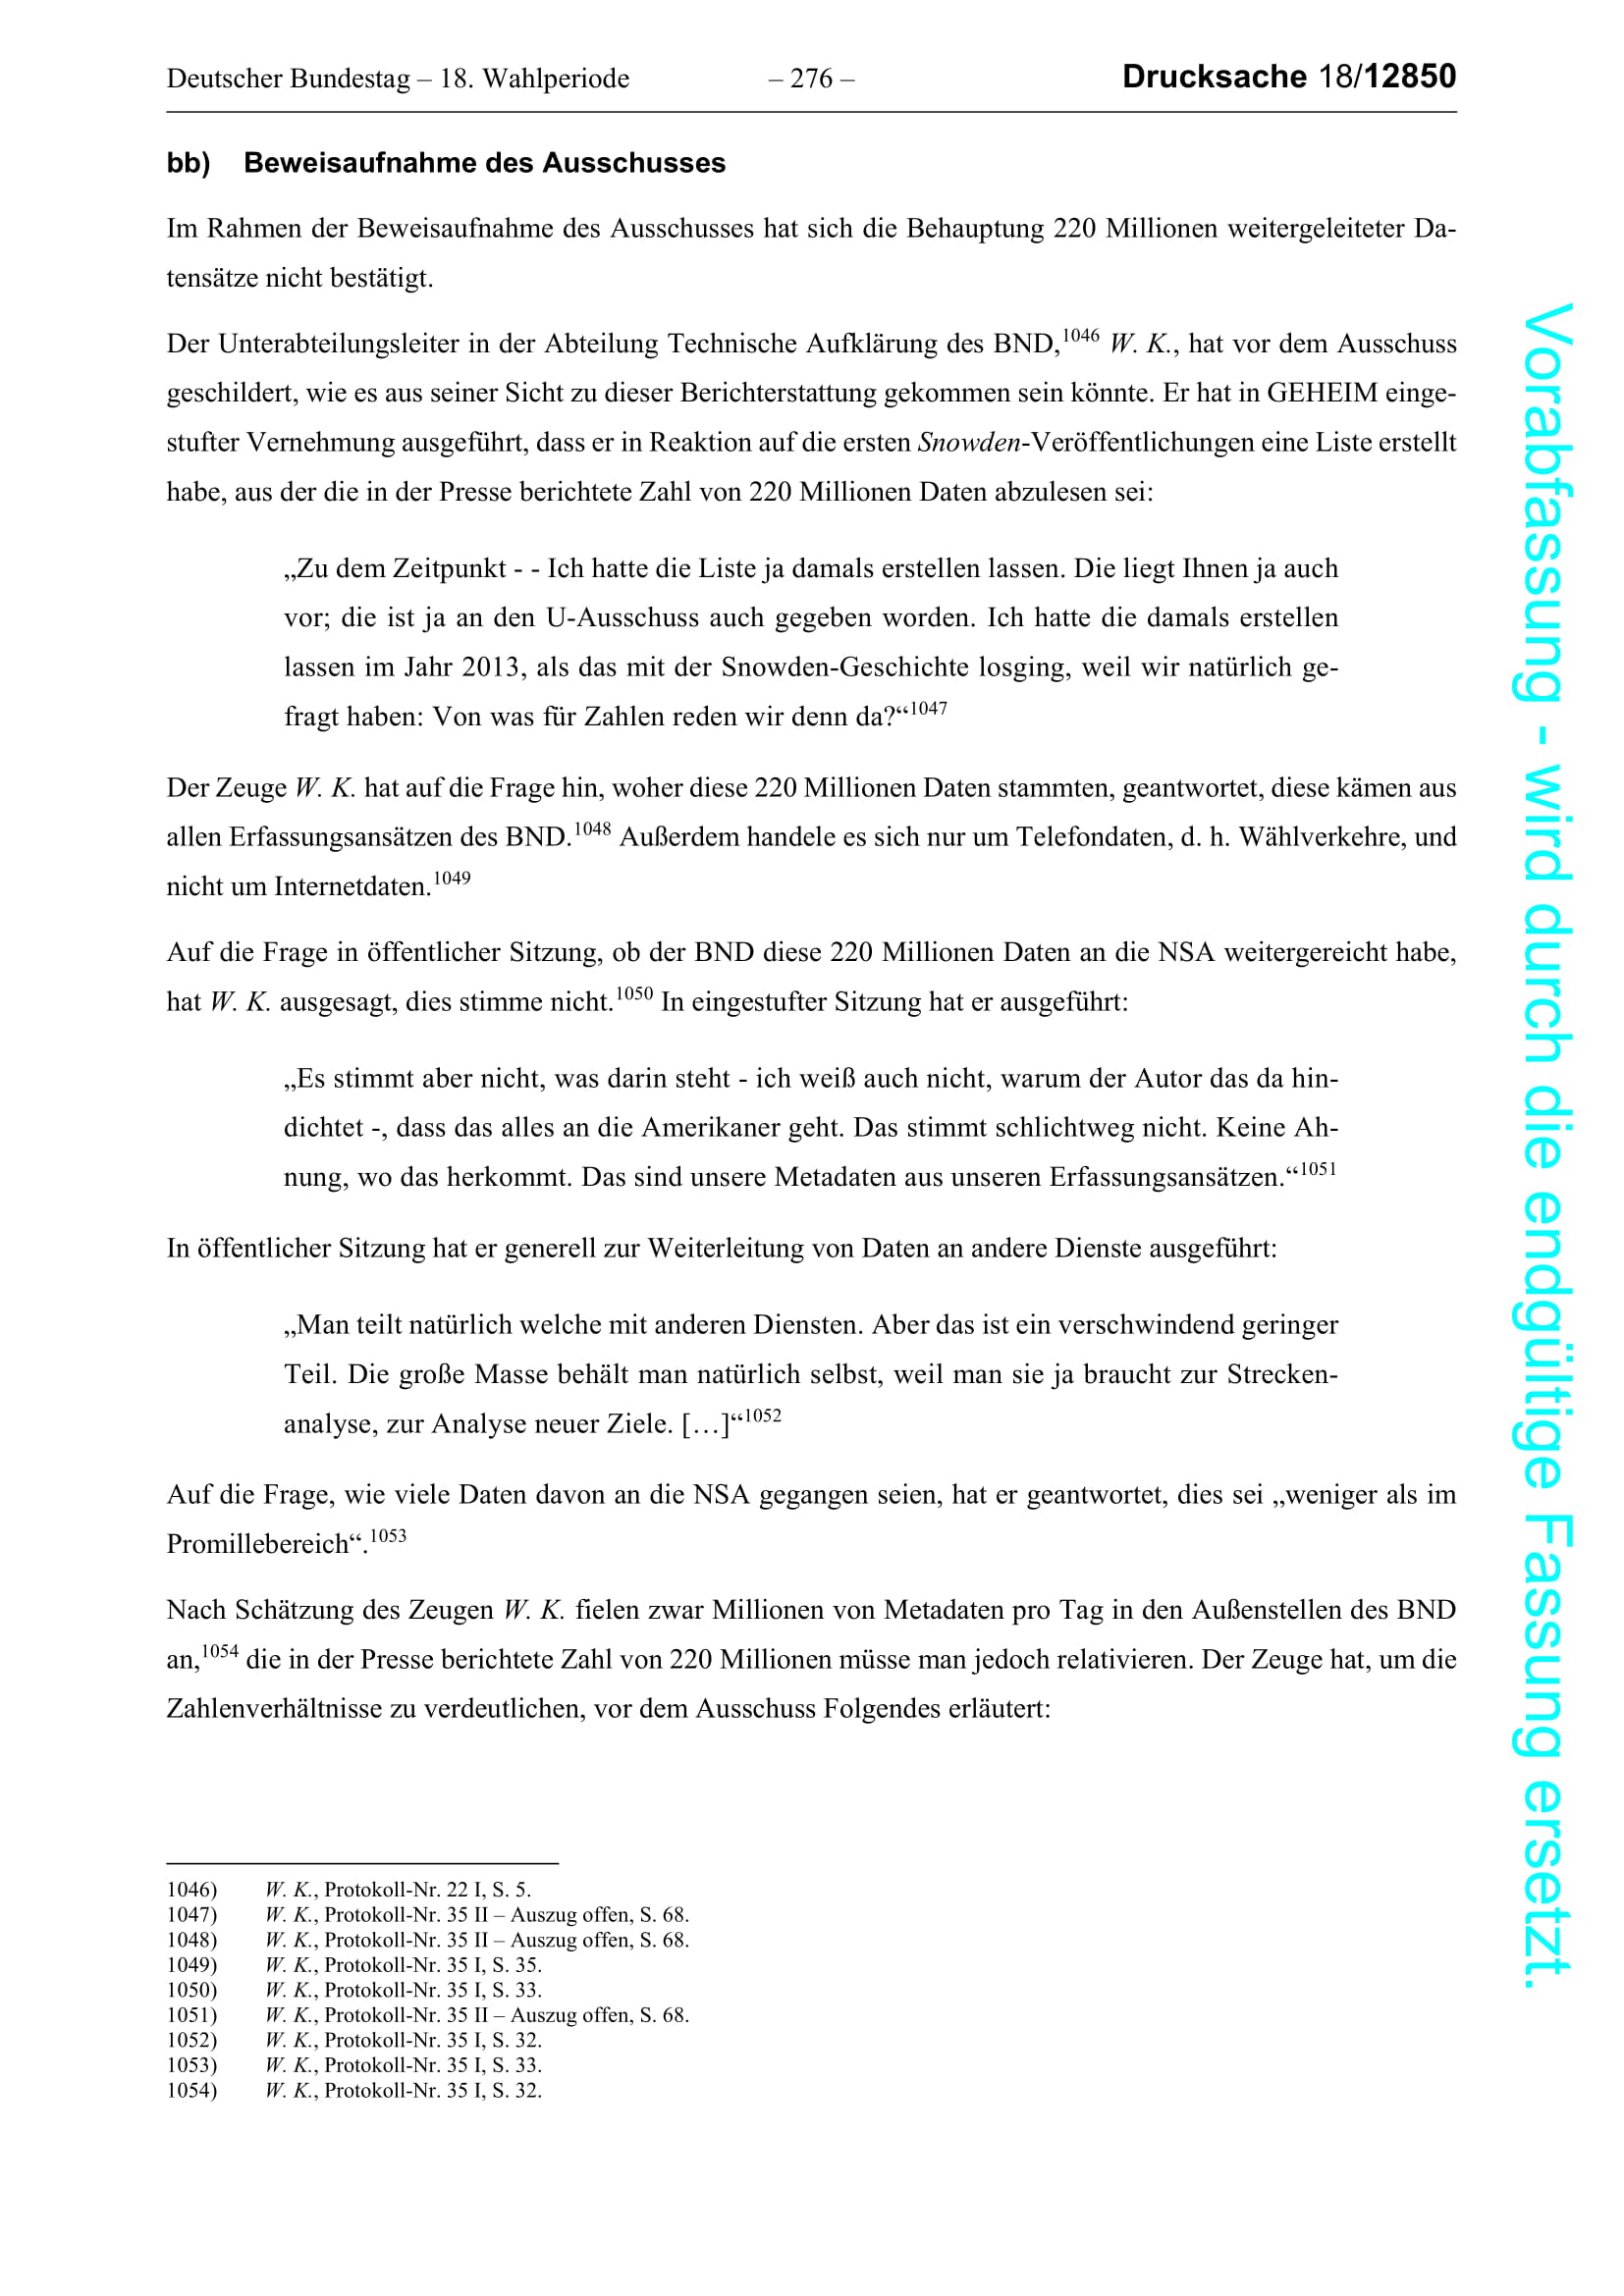 Deutscher Bundestag – 18. Wahlperiode – 276 – Drucksache 18/12850
bb) Beweisaufnahme des Ausschusses
Im Rahmen der Beweisaufnahme des Ausschusses hat sich die Behauptung 220 Millionen weitergeleiteter Da-
tensätze nicht bestätigt.
Der Unterabteilungsleiter in der Abteilung Technische Aufklärung des BND,1046 W. K., hat vor dem Ausschuss
geschildert, wie es aus seiner Sicht zu dieser Berichterstattung gekommen sein könnte. Er hat in GEHEIM einge-
stufter Vernehmung ausgeführt, dass er in Reaktion auf die ersten Snowden-Veröffentlichungen eine Liste erstellt
habe, aus der die in der Presse berichtete Zahl von 220 Millionen Daten abzulesen sei:
„Zu dem Zeitpunkt - - Ich hatte die Liste ja damals erstellen lassen. Die liegt Ihnen ja auch
vor; die ist ja an den U-Ausschuss auch gegeben worden. Ich hatte die damals erstellen
lassen im Jahr 2013, als das mit der Snowden-Geschichte losging, weil wir natürlich ge-
fragt haben: Von was für Zahlen reden wir denn da?“1047
Der Zeuge W. K. hat auf die Frage hin, woher diese 220 Millionen Daten stammten, geantwortet, diese kämen aus
allen Erfassungsansätzen des BND.1048 Außerdem handele es sich nur um Telefondaten, d. h. Wählverkehre, und
nicht um Internetdaten.1049
Auf die Frage in öffentlicher Sitzung, ob der BND diese 220 Millionen Daten an die NSA weitergereicht habe,
hat W. K. ausgesagt, dies stimme nicht.1050 In eingestufter Sitzung hat er ausgeführt:
„Es stimmt aber nicht, was darin steht - ich weiß auch nicht, warum der Autor das da hin-
dichtet -, dass das alles an die Amerikaner geht. Das stimmt schlichtweg nicht. Keine Ah-
nung, wo das herkommt. Das sind unsere Metadaten aus unseren Erfassungsansätzen.“1051
In öffentlicher Sitzung hat er generell zur Weiterleitung von Daten an andere Dienste ausgeführt:
„Man teilt natürlich welche mit anderen Diensten. Aber das ist ein verschwindend geringer
Teil. Die große Masse behält man natürlich selbst, weil man sie ja braucht zur Strecken-
analyse, zur Analyse neuer Ziele. […]“1052
Auf die Frage, wie viele Daten davon an die NSA gegangen seien, hat er geantwortet, dies sei „weniger als im
Promillebereich“.1053
Nach Schätzung des Zeugen W. K. fielen zwar Millionen von Metadaten pro Tag in den Außenstellen des BND
an,1054 die in der Presse berichtete Zahl von 220 Millionen müsse man jedoch relativieren. Der Zeuge hat, um die
Zahlenverhältnisse zu verdeutlichen, vor dem Ausschuss Folgendes erläutert:
1046) W. K., Protokoll-Nr. 22 I, S. 5.
1047) W. K., Protokoll-Nr. 35 II – Auszug offen, S. 68.
1048) W. K., Protokoll-Nr. 35 II – Auszug offen, S. 68.
1049) W. K., Protokoll-Nr. 35 I, S. 35.
1050) W. K., Protokoll-Nr. 35 I, S. 33.
1051) W. K., Protokoll-Nr. 35 II – Auszug offen, S. 68.
1052) W. K., Protokoll-Nr. 35 I, S. 32.
1053) W. K., Protokoll-Nr. 35 I, S. 33.
1054) W. K., Protokoll-Nr. 35 I, S. 32.
Vorabfassung - wird durch die endgültige Fassung ersetzt.